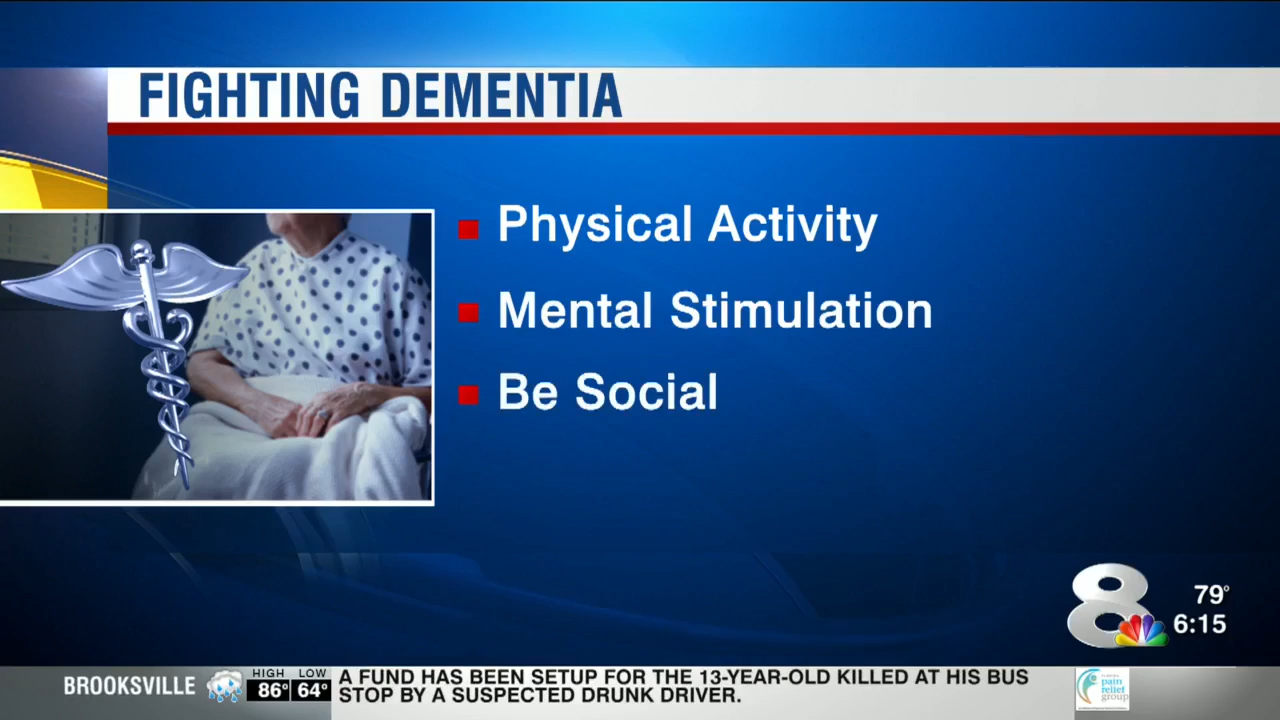 FIGHTING DEMENTIA
Physical Activity
Mental Stimulation
Be Social
8
79°
6:15
BROOKSVILLE
HIGH LOW
86° 64°
A FUND HAS BEEN SETUP FOR THE 13-YEAR-OLD KILLED AT HIS BUS
STOP BY A SUSPECTED DRUNK DRIVER.
pain
relief
group